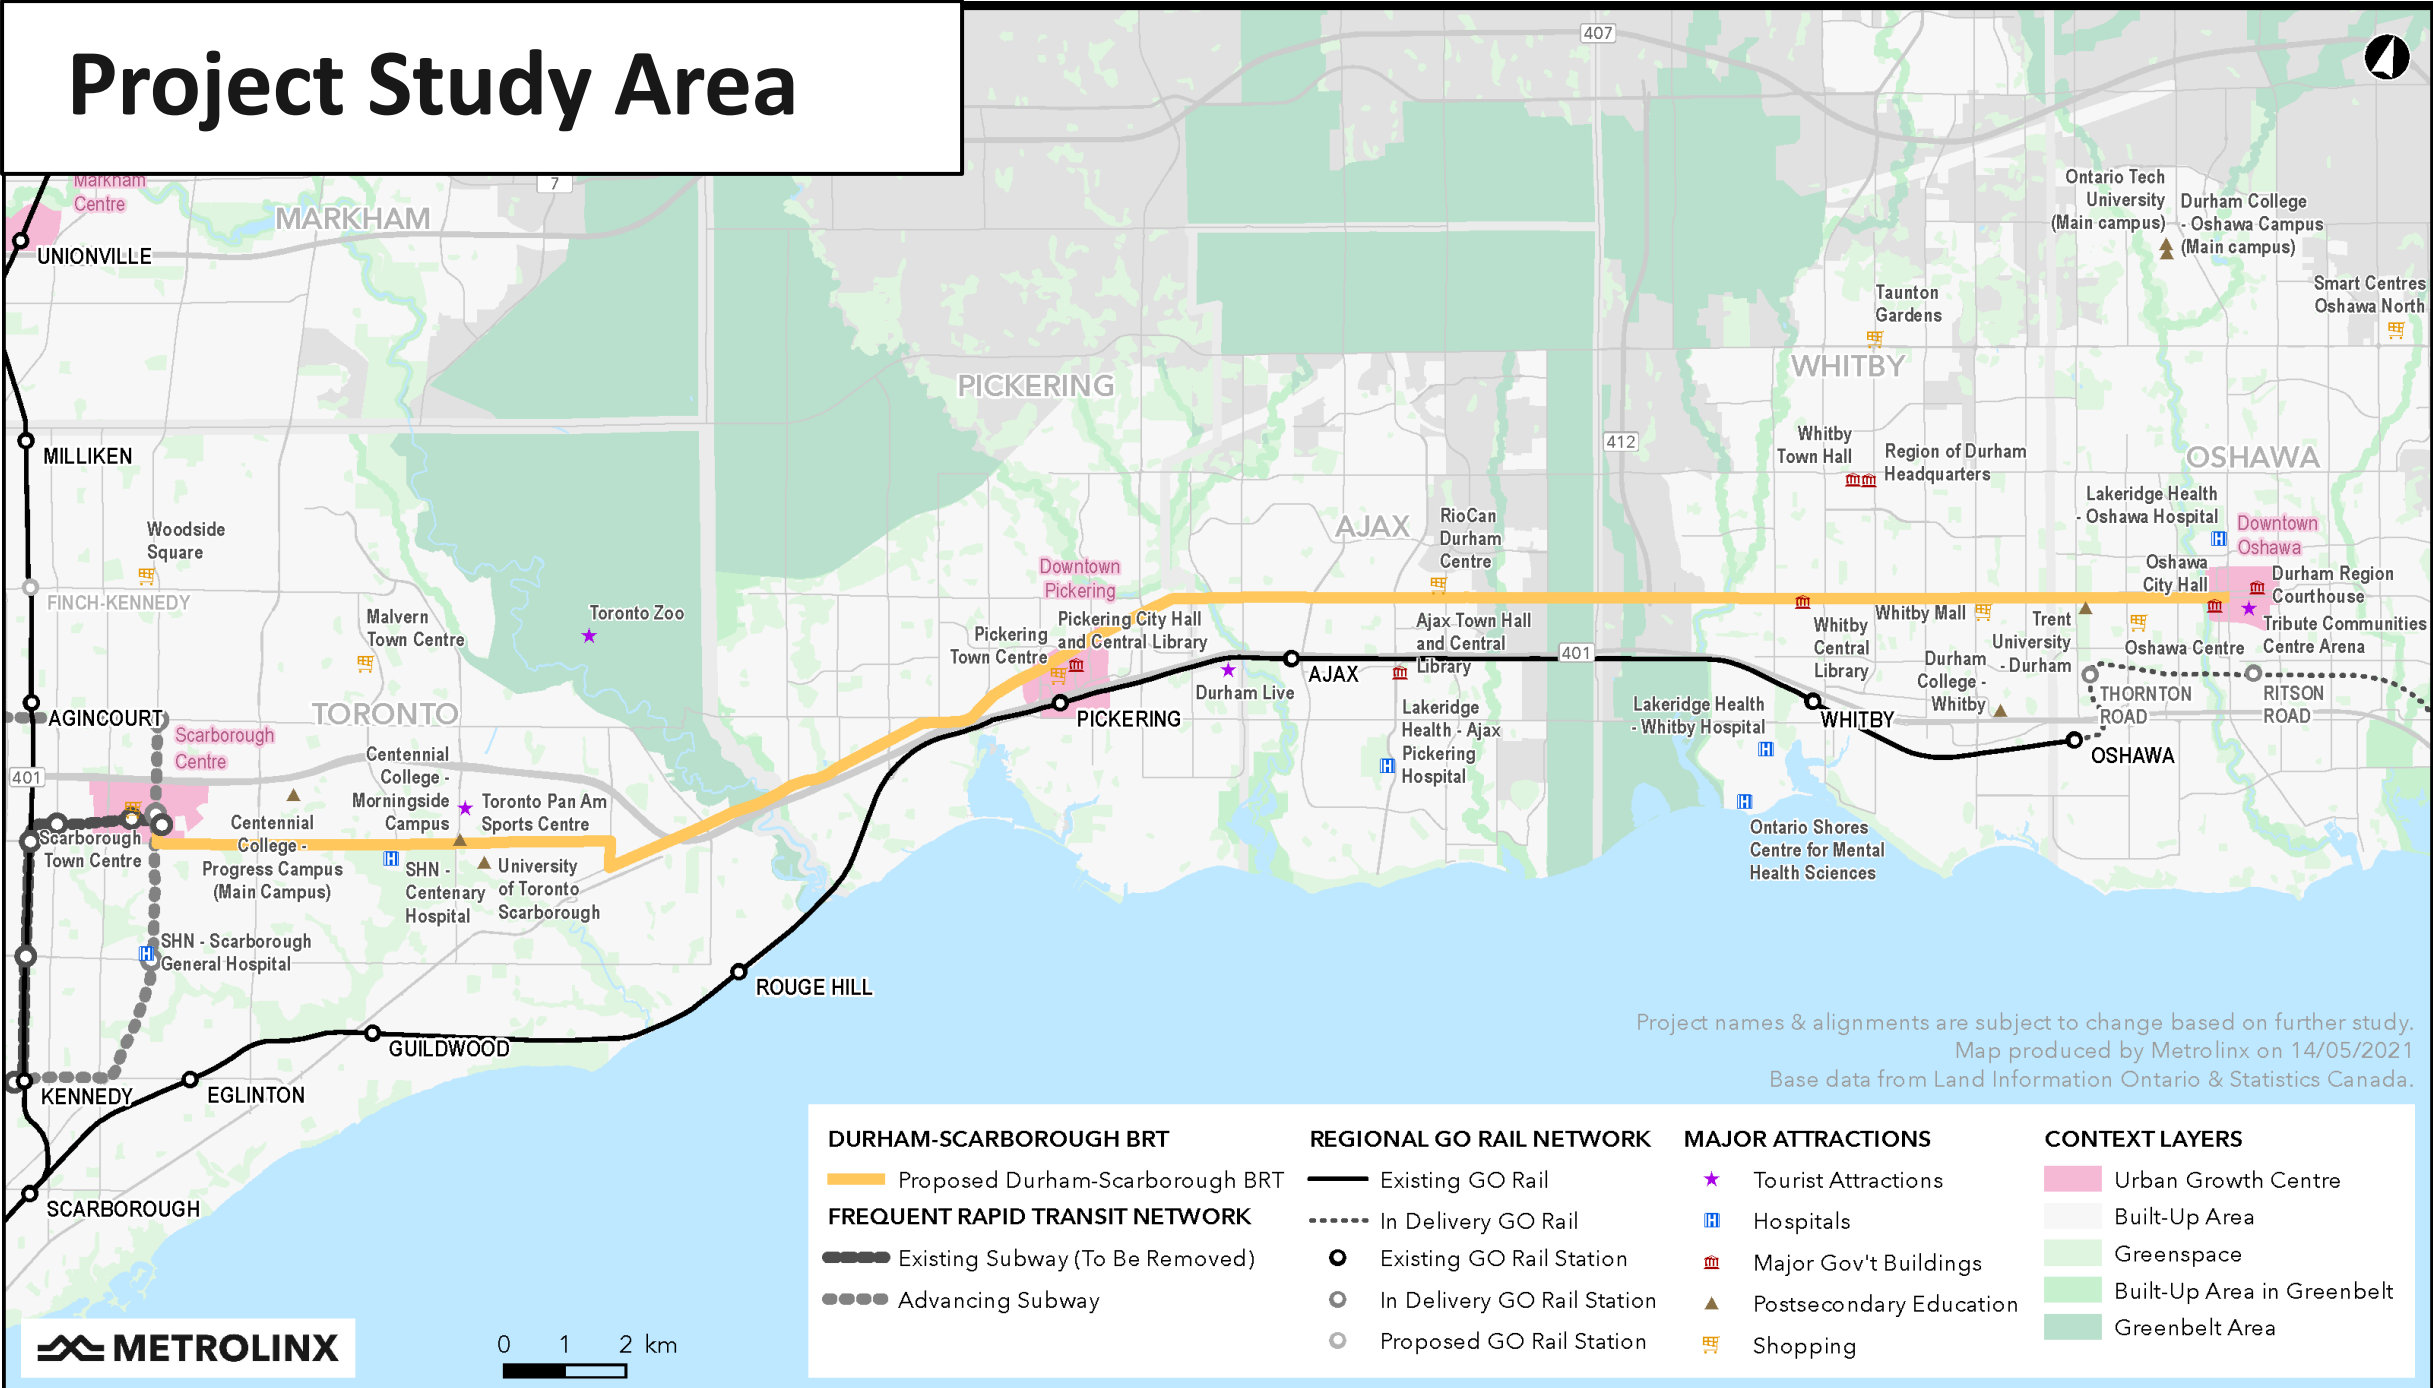 Project Study Area
407
7
Markham
Centre
MARKHAM
UNIONVILLE
Ontario Tech
University
(Main campus)
Durham College
- Oshawa Campus
(Main campus)
Smart Centres
Oshawa North
Taunton
Gardens
WHITBY
PICKERING
412
Whitby
Town Hall
Region of Durham
Headquarters
OSHAWA
MILLIKEN
Lakeridge Health
- Oshawa Hospital
Downtown
Oshawa
Woodside
Square
AJAX
RioCan
Durham
Centre
Downtown
Pickering
Oshawa
City Hall
Durham Region
Courthouse
FINCH-KENNEDY
Malvern
Town Centre
Toronto Zoo
Pickering
Town Centre
Pickering City Hall
and Central Library
Ajax Town Hall
and Central
Library
401
Whitby
Central
Library
Whitby Mall
Trent
University
- Durham
Oshawa Centre
Tribute Communities
Centre Arena
Durham
College -
Whitby
THORNTON
ROAD
RITSON
ROAD
AJAX
Durham Live
PICKERING
Lakeridge
Health - Ajax
Pickering
Hospital
Lakeridge Health
- Whitby Hospital
WHITBY
OSHAWA
AGINCOURT
TORONTO
Scarborough
Centre
401
Centennial
College -
Morningside
Campus
Toronto Pan Am
Sports Centre
Scarborough
Town Centre
Centennial
College -
Progress Campus
(Main Campus)
SHN -
Centenary
Hospital
University
of Toronto
Scarborough
Ontario Shores
Centre for Mental
Health Sciences
SHN - Scarborough
General Hospital
ROUGE HILL
GUILDWOOD
KENNEDY
EGLINTON
SCARBOROUGH
Project names & alignments are subject to change based on further study.
Map produced by Metrolinx on 14/05/2021
Base data from Land Information Ontario & Statistics Canada.
DURHAM-SCARBOROUGH BRT
Proposed Durham-Scarborough BRT
FREQUENT RAPID TRANSIT NETWORK
Existing Subway (To Be Removed)
Advancing Subway
REGIONAL GO RAIL NETWORK
Existing GO Rail
In Delivery GO Rail
Existing GO Rail Station
In Delivery GO Rail Station
Proposed GO Rail Station
MAJOR ATTRACTIONS
Tourist Attractions
Hospitals
Major Gov't Buildings
Postsecondary Education
Shopping
CONTEXT LAYERS
Urban Growth Centre
Built-Up Area
Greenspace
Built-Up Area in Greenbelt
Greenbelt Area
METROLINX
0 1 2 km